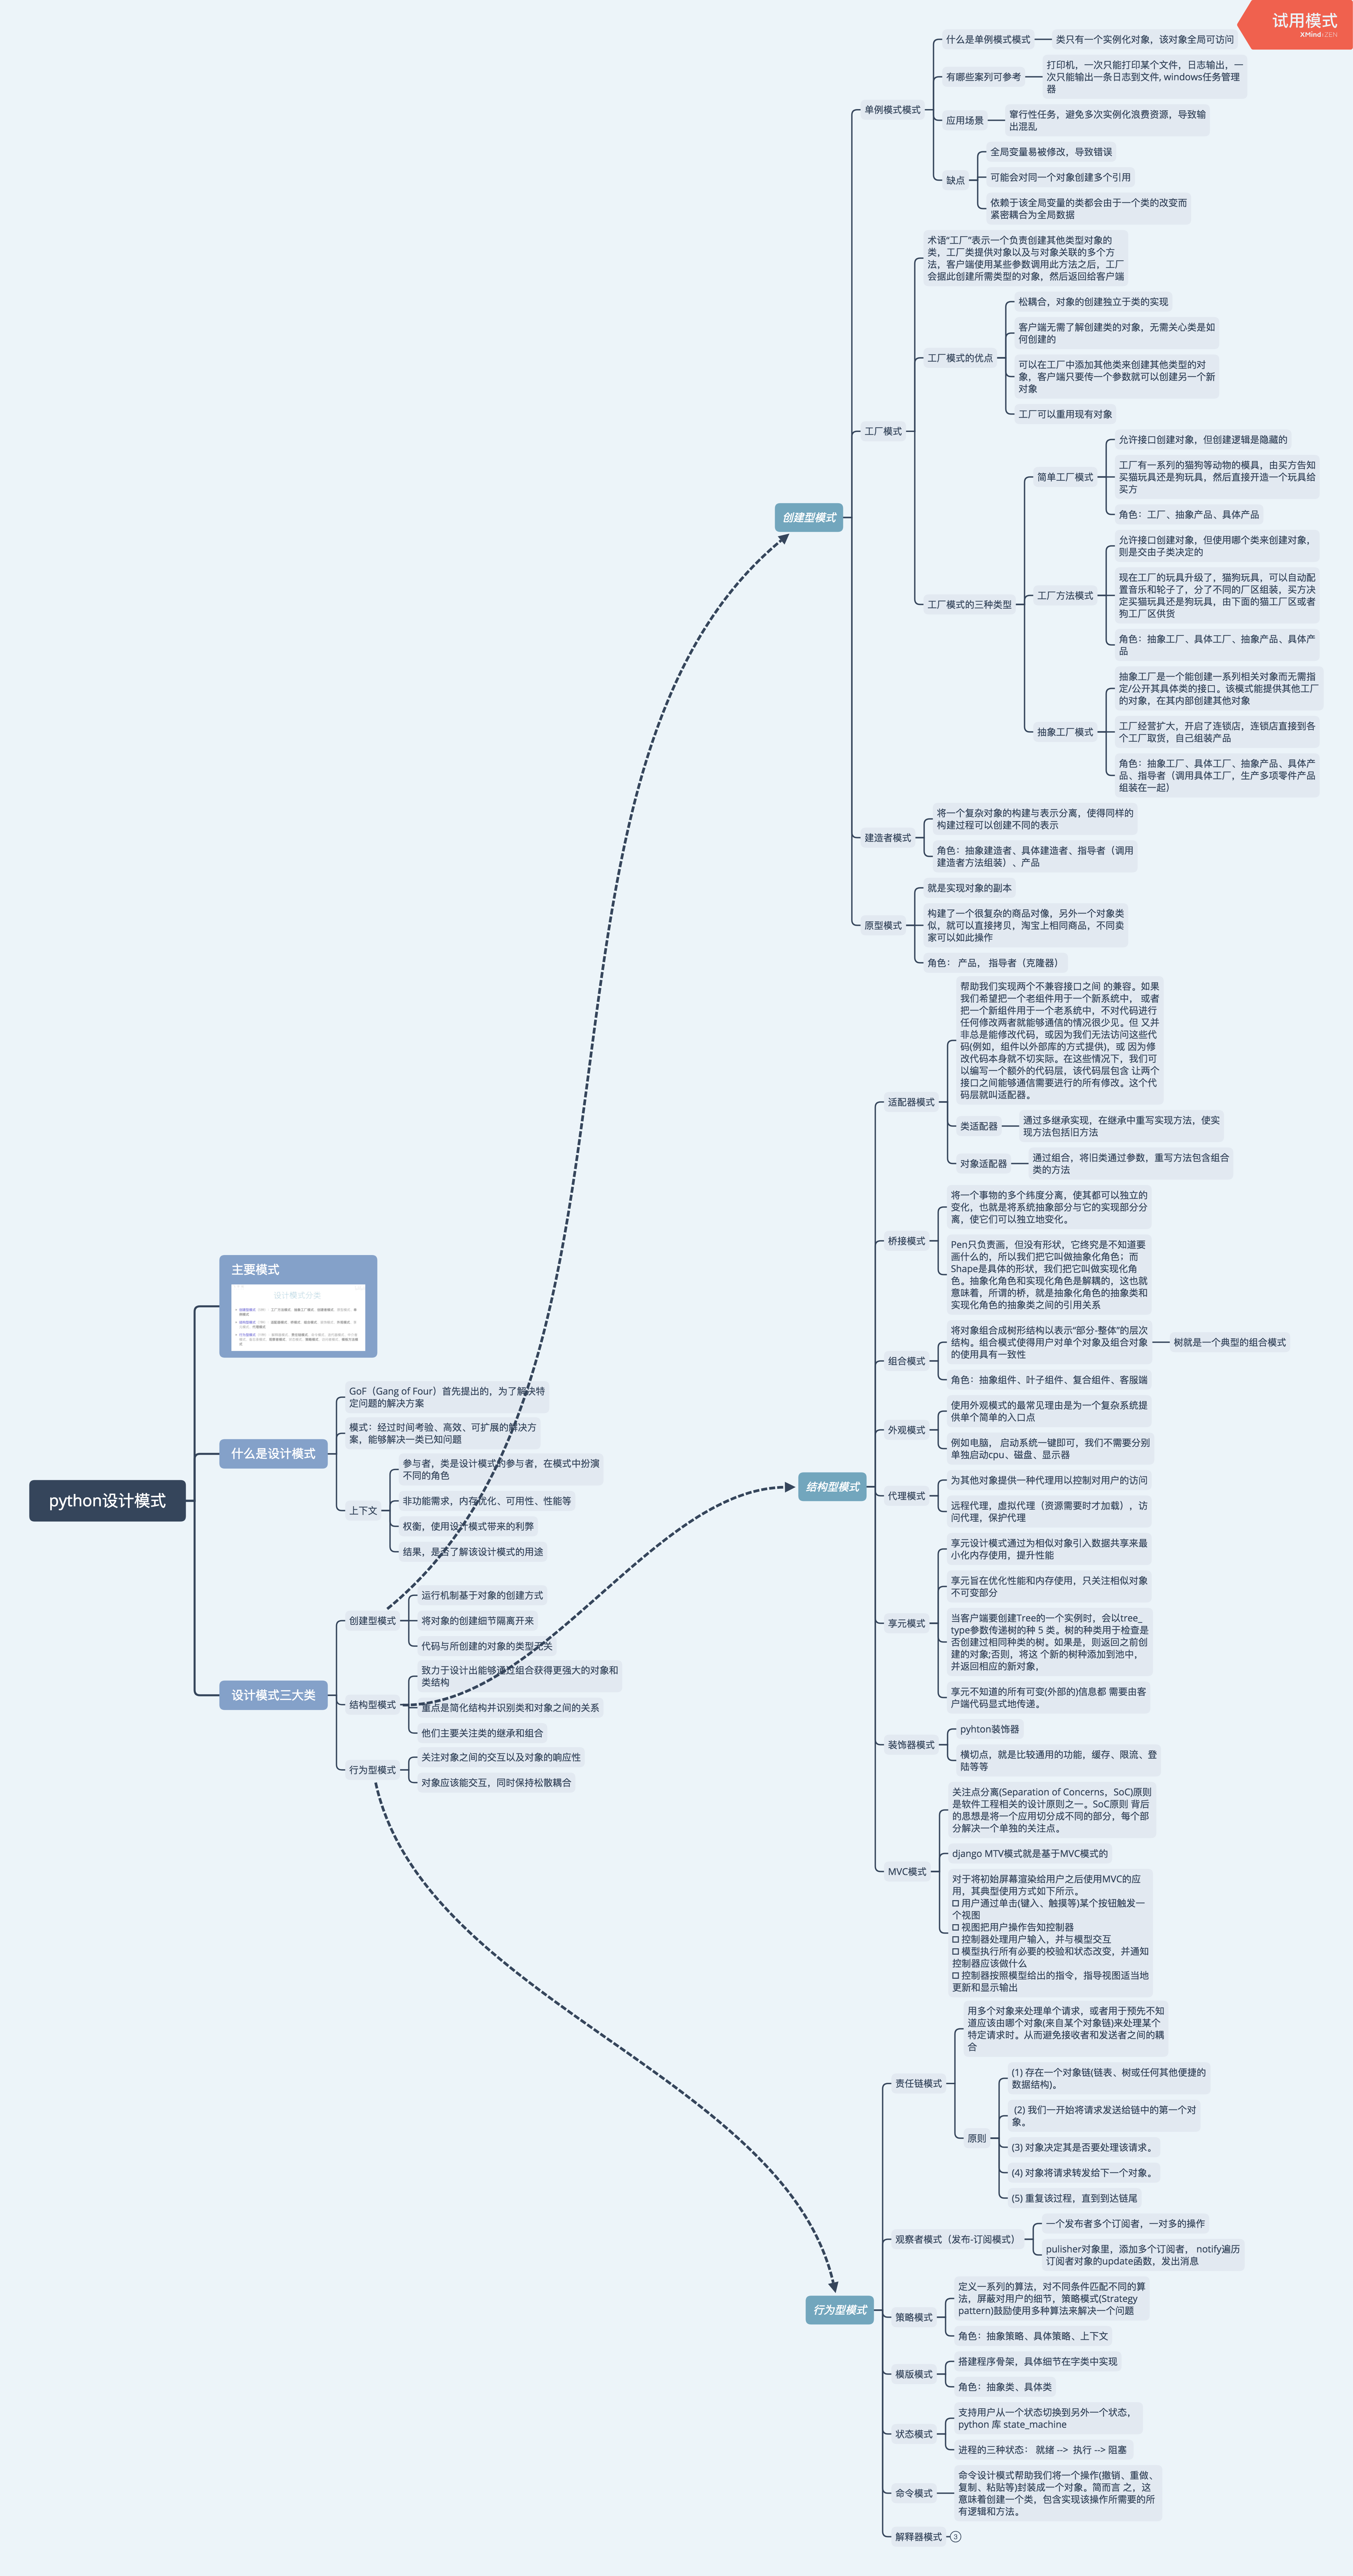 试用模式
XMind:ZEN
python设计模式
主要模式
设计模式分类
什么是设计模式
GoF（Gang of Four）首先提出的，为了解决特
定问题的解决方案
模式：经过时间考验、高效、可扩展的解决方
案，能够解决一类已知问题
上下文
参与者，类是设计模式的参与者，在模式中扮演
不同的角色
非功能需求，内存优化、可用性、性能等
权衡，使用设计模式带来的利弊
结果，是否了解该设计模式的用途
设计模式三大类
创建型模式
运行机制基于对象的创建方式
将对象的创建细节隔离开来
代码与所创建的对象的类型无关
结构型模式
致力于设计出能够通过组合获得更强大的对象和
类结构
重点是简化结构并识别类和对象之间的关系
他们主要关注类的继承和组合
行为型模式
关注对象之间的交互以及对象的响应性
对象应该能交互，同时保持松散耦合
创建型模式
单例模式模式
什么是单例模式模式
类只有一个实例化对象，该对象全局可访问
有哪些案列可参考
打印机，一次只能打印某个文件，日志输出，一
次只能输出一条日志到文件, windows任务管理
器
应用场景
窜行性任务，避免多次实例化浪费资源，导致输
出混乱
缺点
全局变量易被修改，导致错误
可能会对同一个对象创建多个引用
依赖于该全局变量的类都会由于一个类的改变而
紧密耦合为全局数据
工厂模式
术语“工厂”表示一个负责创建其他类型对象的
类，工厂类提供对象以及与对象关联的多个方
法，客户端使用某些参数调用此方法之后，工厂
会据此创建所需类型的对象，然后返回给客户端
工厂模式的优点
松耦合，对象的创建独立于类的实现
客户端无需了解创建类的对象，无需关心类是如
何创建的
可以在工厂中添加其他类来创建其他类型的对
象，客户端只要传一个参数就可以创建另一个新
对象
工厂可以重用现有对象
工厂模式的三种类型
简单工厂模式
允许接口创建对象，但创建逻辑是隐藏的
工厂有一系列的猫狗等动物的模具，由买方告知
买猫玩具还是狗玩具，然后直接开造一个玩具给
买方
角色：工厂、抽象产品、具体产品
工厂方法模式
允许接口创建对象，但使用哪个类来创建对象，
则是交由子类决定的
现在工厂的玩具升级了，猫狗玩具，可以自动配
置音乐和轮子了，分了不同的厂区组装，买方决
定买猫玩具还是狗玩具，由下面的猫工厂区或者
狗工厂区供货
角色：抽象工厂、具体工厂、抽象产品、具体产
品
抽象工厂模式
抽象工厂是一个能创建一系列相关对象而无需指
定/公开其具体类的接口。该模式能提供其他工厂
的对象，在其内部创建其他对象
工厂经营扩大，开启了连锁店，连锁店直接到各
个工厂取货，自己组装产品
角色：抽象工厂、具体工厂、抽象产品、具体产
品、指导者（调用具体工厂，生产多项零件产品
组装在一起）
建造者模式
将一个复杂对象的构建与表示分离，使得同样的
构建过程可以创建不同的表示
角色：抽象建造者、具体建造者、指导者（调用
建造者方法组装）、产品
原型模式
就是实现对象的副本
构建了一个很复杂的商品对像，另外一个对象类
似，就可以直接拷贝，淘宝上相同商品，不同卖
家可以如此操作
角色： 产品， 指导者（克隆器）
结构型模式
适配器模式
帮助我们实现两个不兼容接口之间 的兼容。如果
我们希望把一个老组件用于一个新系统中， 或者
把一个新组件用于一个老系统中，不对代码进行
任何修改两者就能够通信的情况很少见。但 又并
非总是能修改代码，或因为我们无法访问这些代
码(例如，组件以外部库的方式提供)，或 因为修
改代码本身就不切实际。在这些情况下，我们可
以编写一个额外的代码层，该代码层包含 让两个
接口之间能够通信需要进行的所有修改。这个代
码层就叫适配器。
类适配器
通过多继承实现，在继承中重写实现方法，使实
现方法包括旧方法
对象适配器
通过组合，将旧类通过参数，重写方法包含组合
类的方法
桥接模式
将一个事物的多个纬度分离，使其都可以独立的
变化，也就是将系统抽象部分与它的实现部分分
离，使它们可以独立地变化。
Pen只负责画，但没有形状，它终究是不知道要
画什么的，所以我们把它叫做抽象化角色；而
Shape是具体的形状，我们把它叫做实现化角
色。抽象化角色和实现化角色是解耦的，这也就
意味着，所谓的桥，就是抽象化角色的抽象类和
实现化角色的抽象类之间的引用关系
组合模式
将对象组合成树形结构以表示“部分-整体”的层次
结构。组合模式使得用户对单个对象及组合对象
的使用具有一致性
树就是一个典型的组合模式
角色：抽象组件、叶子组件、复合组件、客服端
外观模式
使用外观模式的最常见理由是为一个复杂系统提
供单个简单的入口点
例如电脑， 启动系统一键即可，我们不需要分别
单独启动cpu、磁盘、显示器
代理模式
为其他对象提供一种代理用以控制对用户的访问
远程代理，虚拟代理（资源需要时才加载），访
问代理，保护代理
享元模式
享元设计模式通过为相似对象引入数据共享来最
小化内存使用，提升性能
享元旨在优化性能和内存使用，只关注相似对象
不可变部分
当客户端要创建Tree的一个实例时，会以tree_
type参数传递树的种 5 类。树的种类用于检查是
否创建过相同种类的树。如果是，则返回之前创
建的对象;否则，将这 个新的树种添加到池中，
并返回相应的新对象，
享元不知道的所有可变(外部的)信息都 需要由客
户端代码显式地传递。
装饰器模式
pyhton装饰器
横切点，就是比较通用的功能，缓存、限流、登
陆等等
MVC模式
关注点分离(Separation of Concerns，SoC)原则
是软件工程相关的设计原则之一。SoC原则 背后
的思想是将一个应用切分成不同的部分，每个部
分解决一个单独的关注点。
django MTV模式就是基于MVC模式的
对于将初始屏幕渲染给用户之后使用MVC的应
用，其典型使用方式如下所示。
□ 用户通过单击(键入、触摸等)某个按钮触发一
个视图
□ 视图把用户操作告知控制器
□ 控制器处理用户输入，并与模型交互
□ 模型执行所有必要的校验和状态改变，并通知
控制器应该做什么
□ 控制器按照模型给出的指令，指导视图适当地
更新和显示输出
行为型模式
责任链模式
用多个对象来处理单个请求，或者用于预先不知
道应该由哪个对象(来自某个对象链)来处理某个
特定请求时。从而避免接收者和发送者之间的耦
合
原则
(1) 存在一个对象链(链表、树或任何其他便捷的
数据结构)。
(2) 我们一开始将请求发送给链中的第一个对
象。
(3) 对象决定其是否要处理该请求。
(4) 对象将请求转发给下一个对象。
(5) 重复该过程，直到到达链尾
观察者模式（发布-订阅模式）
一个发布者多个订阅者，一对多的操作
pulisher对象里，添加多个订阅者， notify遍历
订阅者对象的update函数，发出消息
策略模式
定义一系列的算法，对不同条件匹配不同的算
法，屏蔽对用户的细节，策略模式(Strategy
pattern)鼓励使用多种算法来解决一个问题
角色：抽象策略、具体策略、上下文
模版模式
搭建程序骨架，具体细节在字类中实现
角色：抽象类、具体类
状态模式
支持用户从一个状态切换到另外一个状态，
python 库 state_machine
进程的三种状态： 就绪 --> 执行 --> 阻塞
命令模式
命令设计模式帮助我们将一个操作(撤销、重做、
复制、粘贴等)封装成一个对象。简而言 之，这
意味着创建一个类，包含实现该操作所需要的所
有逻辑和方法。
解释器模式
3